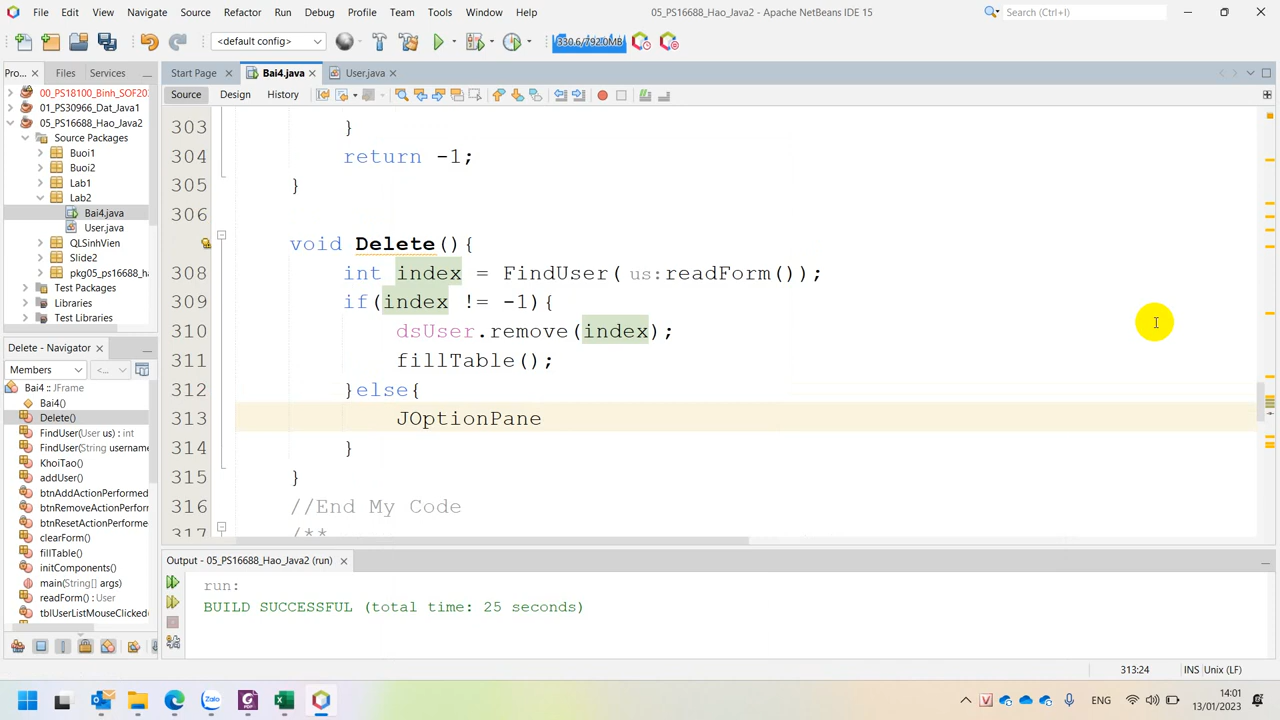 File Edit View Navigate Source Refactor Run Debug Profile Team Tools Window Help
05_PS16688_Hao_Java2 - Apache NetBeans IDE 15
Search (Ctrl+I)
<default config>
330.6/792.0MB
Pro...
Files
Services
Start Page
Bai4.java
User.java
Source
Design
History
00_PS18100_Binh_SOF20
01_PS30966_Dat_Java1
05_PS16688_Hao_Java2
Source Packages
Buoi1
Buoi2
Lab1
Lab2
Bai4.java
User.java
QLSinhVien
Slide2
pkg05_ps16688_ha
Test Packages
Libraries
Test Libraries
Delete - Navigator
Members
<...
Bai4 :: JFrame
Bai4()
Delete()
FindUser(User us) : int
FindUser(String username
KhoiTao()
addUser()
btnAddActionPerformed
btnRemoveActionPerform
btnResetActionPerforme
clearForm()
fillTable()
initComponents()
main(String[] args)
readForm() : User
tblUserListMouseClicked(
303 }
304 return -1;
305 }
306
void Delete(){
308 int index = FindUser( us:readForm());
309 if(index != -1){
310 dsUser.remove(index);
311 fillTable();
312 }else{
313 JOptionPane
314 }
315 }
316 //End My Code
317 /**
Output - 05_PS16688_Hao_Java2 (run)
run:
BUILD SUCCESSFUL (total time: 25 seconds)
313:24
INS Unix (LF)
Zalo
ENG
14:01
13/01/2023